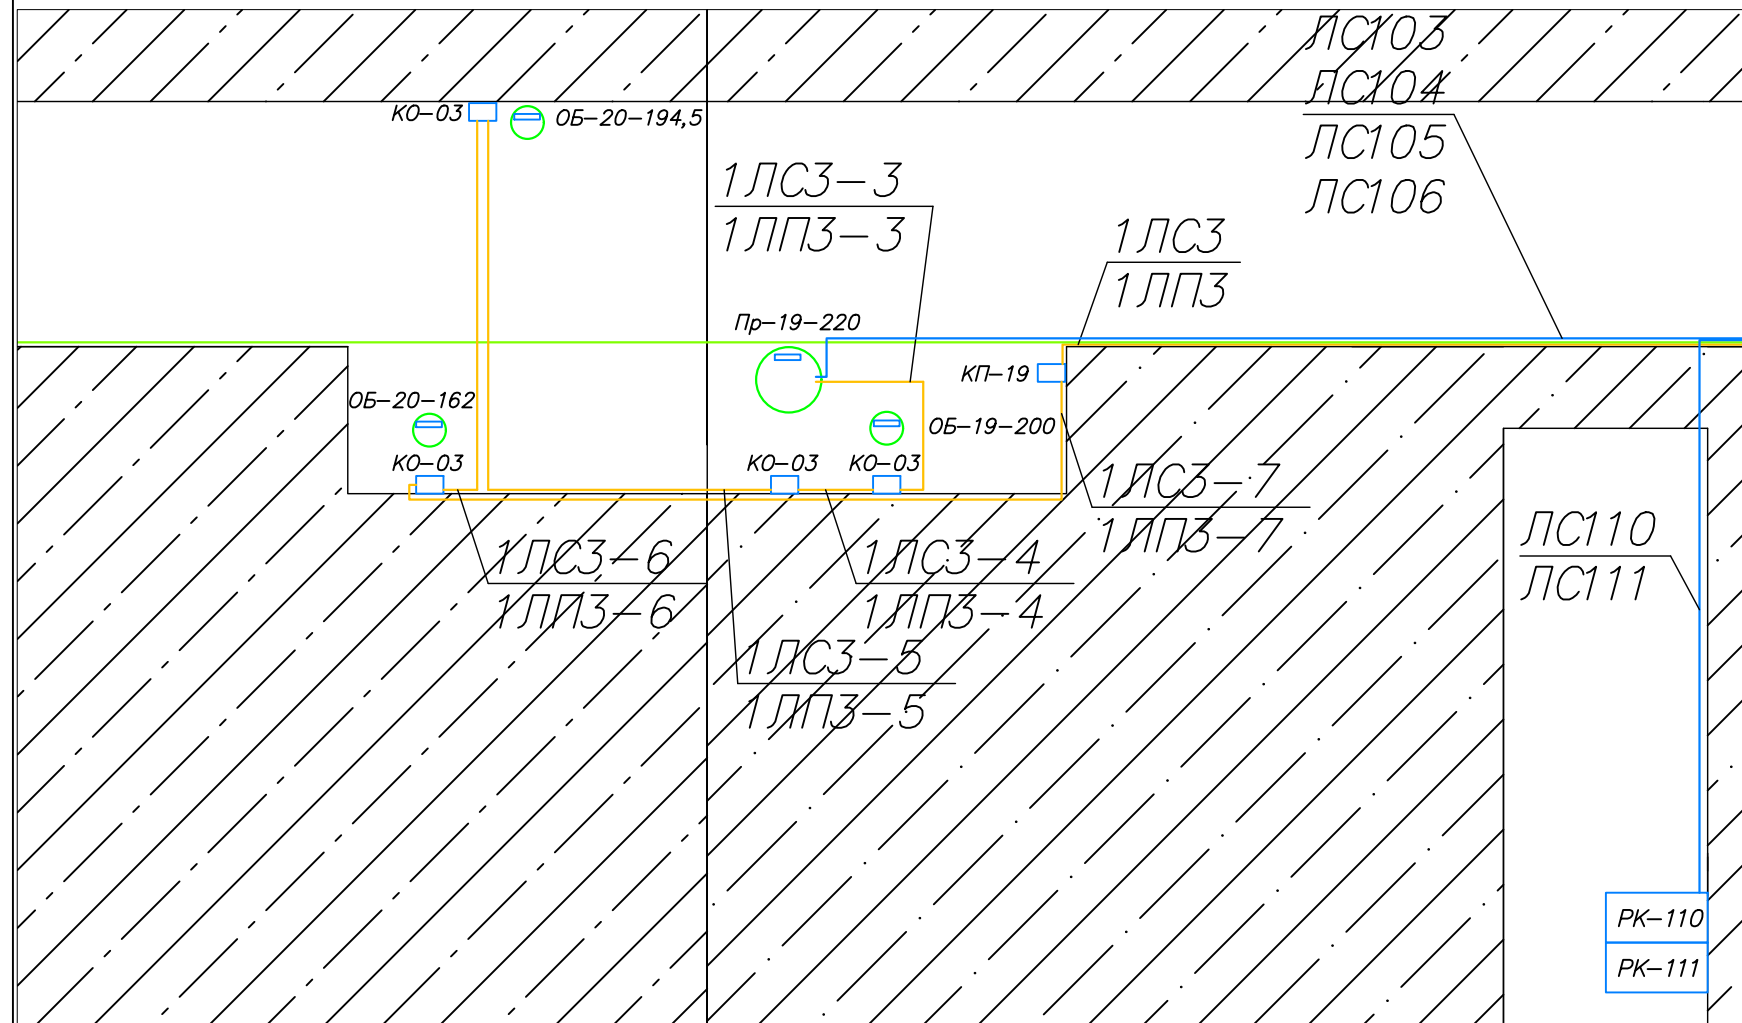 ЛС103
ЛС104
ЛС105
ЛС106
КО-03
ОБ-20-194,5
1ЛС3-3
1ЛП3-3
1ЛС3
1ЛП3
Пр-19-220
КП-19
ОБ-20-162
ОБ-19-200
КО-03
КО-03
КО-03
1ЛС3-7
1ЛП3-7
ЛС110
ЛС111
1ЛС3-6
1ЛП3-6
1ЛС3-4
1ЛП3-4
1ЛС3-5
1ЛП3-5
РК-110
РК-111